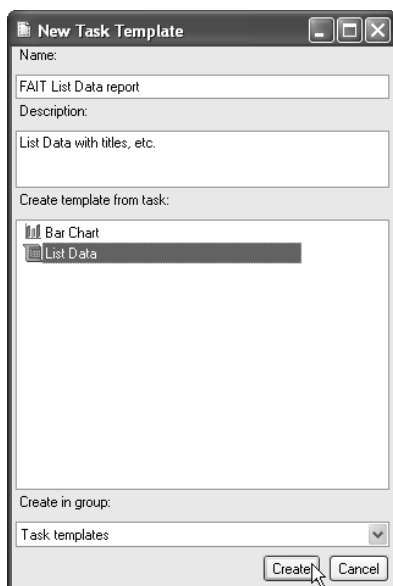 New Task Template
Name:
FAIT List Data report
Description:
List Data with titles, etc.
Create template from task:
Bar Chart
List Data
Create in group:
Task templates
Create Cancel